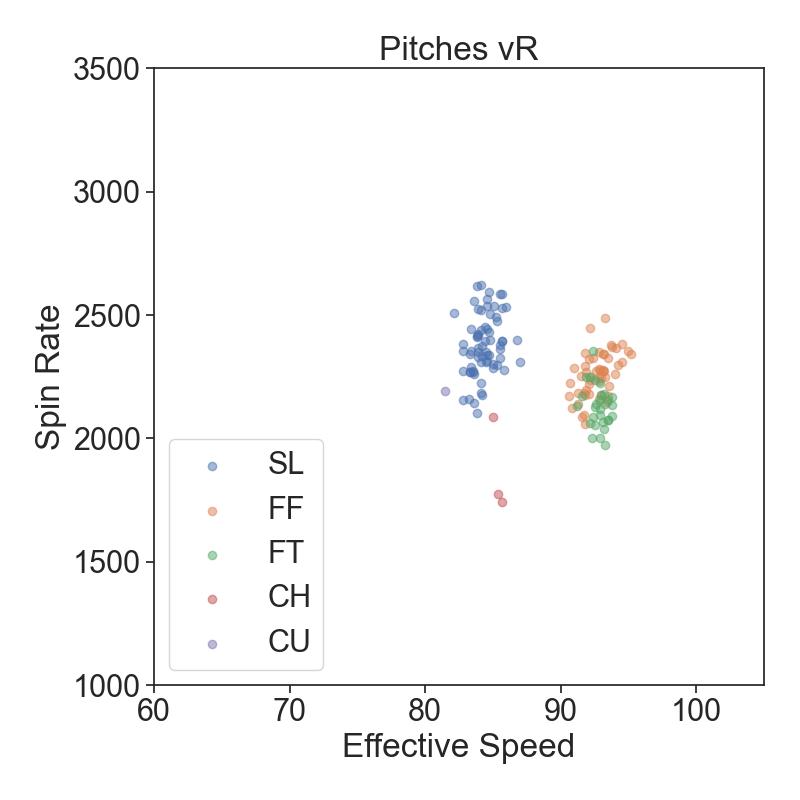 Pitches vR
3500
3000
2500
2000
1500
1000
Spin Rate
SL
FF
FT
CH
CU
60 70 80 90 100
Effective Speed